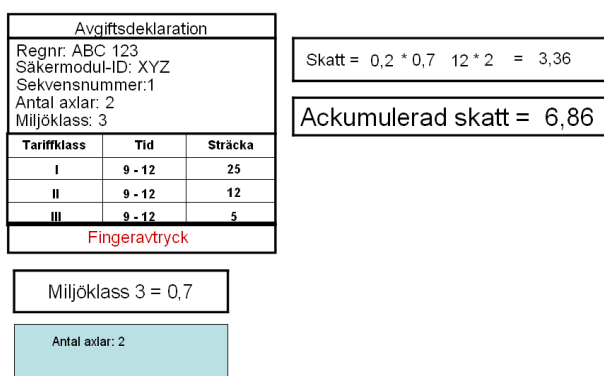 Avgiftsdeklaration
Regnr: ABC 123
Säkermodul-ID: XYZ
Sekvensnummer:1
Antal axlar: 2
Miljöklass: 3
Tariffklass Tid Sträcka
I 9 - 12 25
II 9 - 12 12
III 9 - 12 5
Fingeravtryck
Miljöklass 3 = 0,7
Antal axlar: 2
Skatt = 0,2 * 0,7 12 * 2 = 3,36
Ackumulerad skatt = 6,86